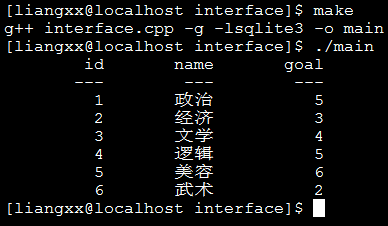 [liangxx@localhost interface]$ make
g++ interface.cpp -g -lsqlite3 -o main
[liangxx@localhost interface]$ ./main
id name goal
--- --- ---
1 政治 5
2 经济 3
3 文学 4
4 逻辑 5
5 美容 6
6 武术 2
[liangxx@localhost interface]$